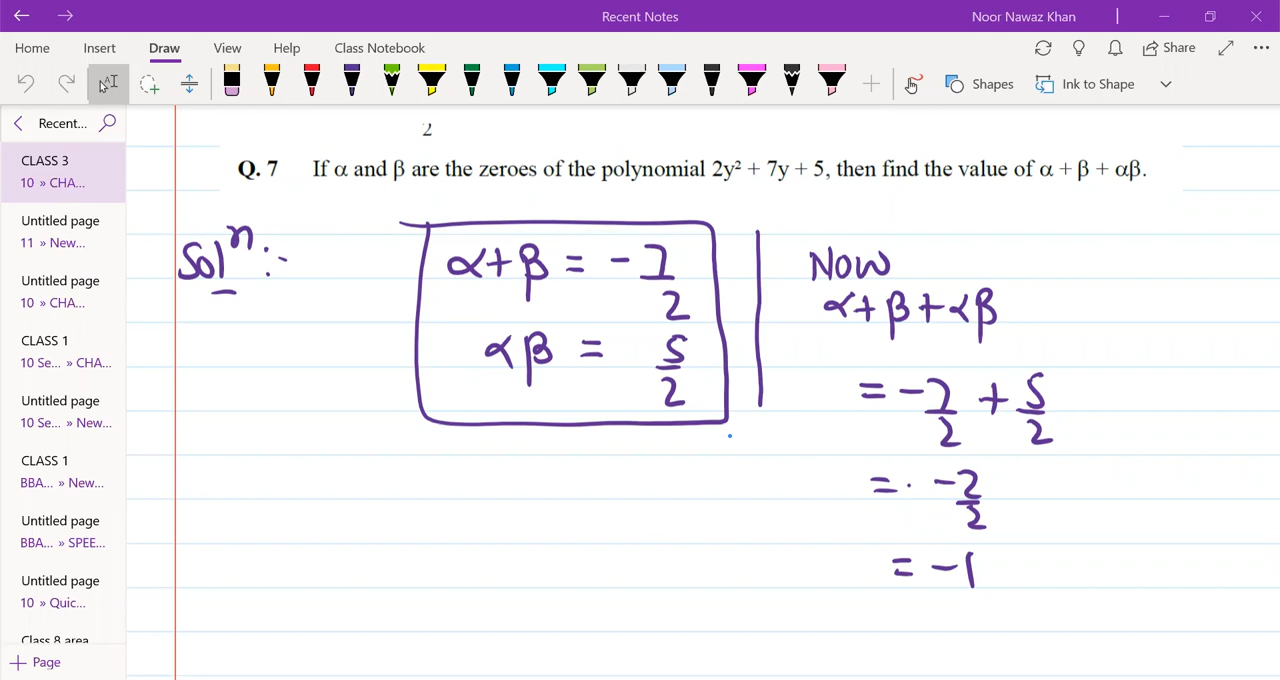 Recent Notes
Noor Nawaz Khan
Home Insert Draw View Help Class Notebook
Share
Shapes
Ink to Shape
Recent...
CLASS 3
10 » CHA...
Untitled page
11 » New...
Untitled page
10 » CHA...
CLASS 1
10 Se... » CHA...
Untitled page
10 Se... » New...
CLASS 1
BBA... » New...
Untitled page
BBA... » SPEE...
Untitled page
10 » Quic...
Class 8 area
+ Page
2
Q. 7 If α and β are the zeroes of the polynomial 2y² + 7y + 5, then find the value of α + β + αβ.
Solⁿ :-
α+β = -7/2
αβ = 5/2
Now
α+β+αβ
= -7/2 + 5/2
= -2/2
= -1